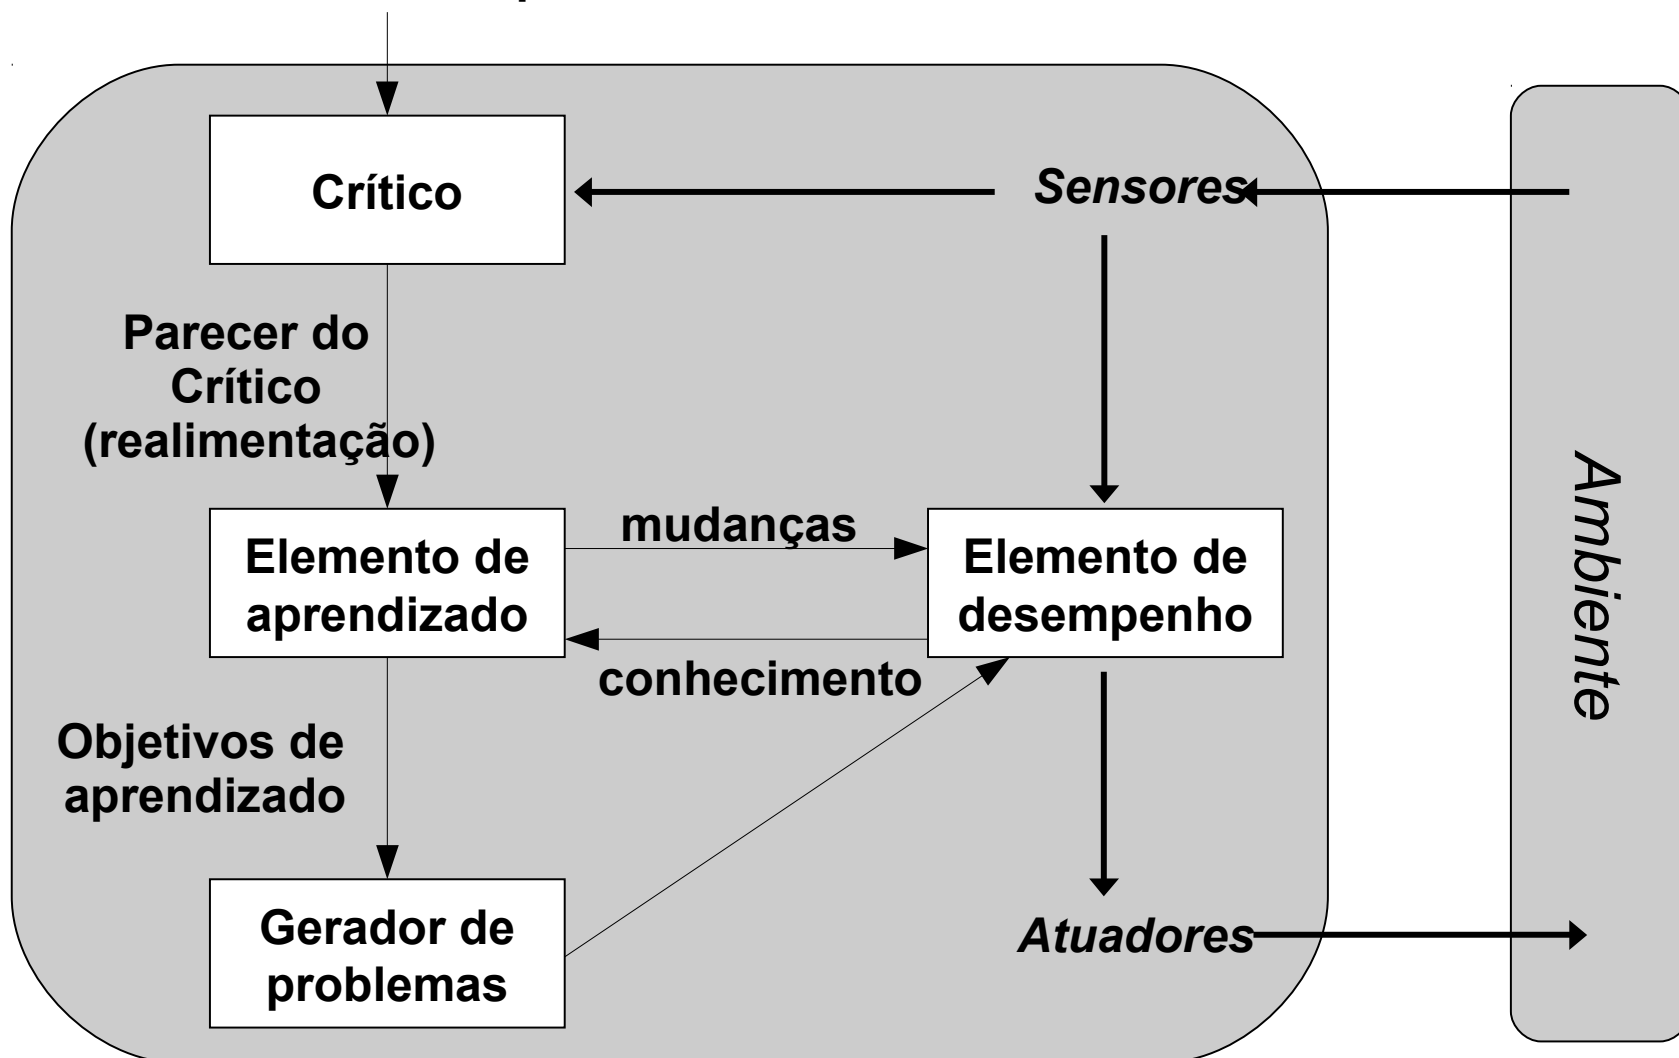 Crítico
Sensores
Parecer do
Crítico
(realimentação)
mudanças
Elemento de
aprendizado
Elemento de
desempenho
conhecimento
Ambiente
Objetivos de
aprendizado
Gerador de
problemas
Atuadores